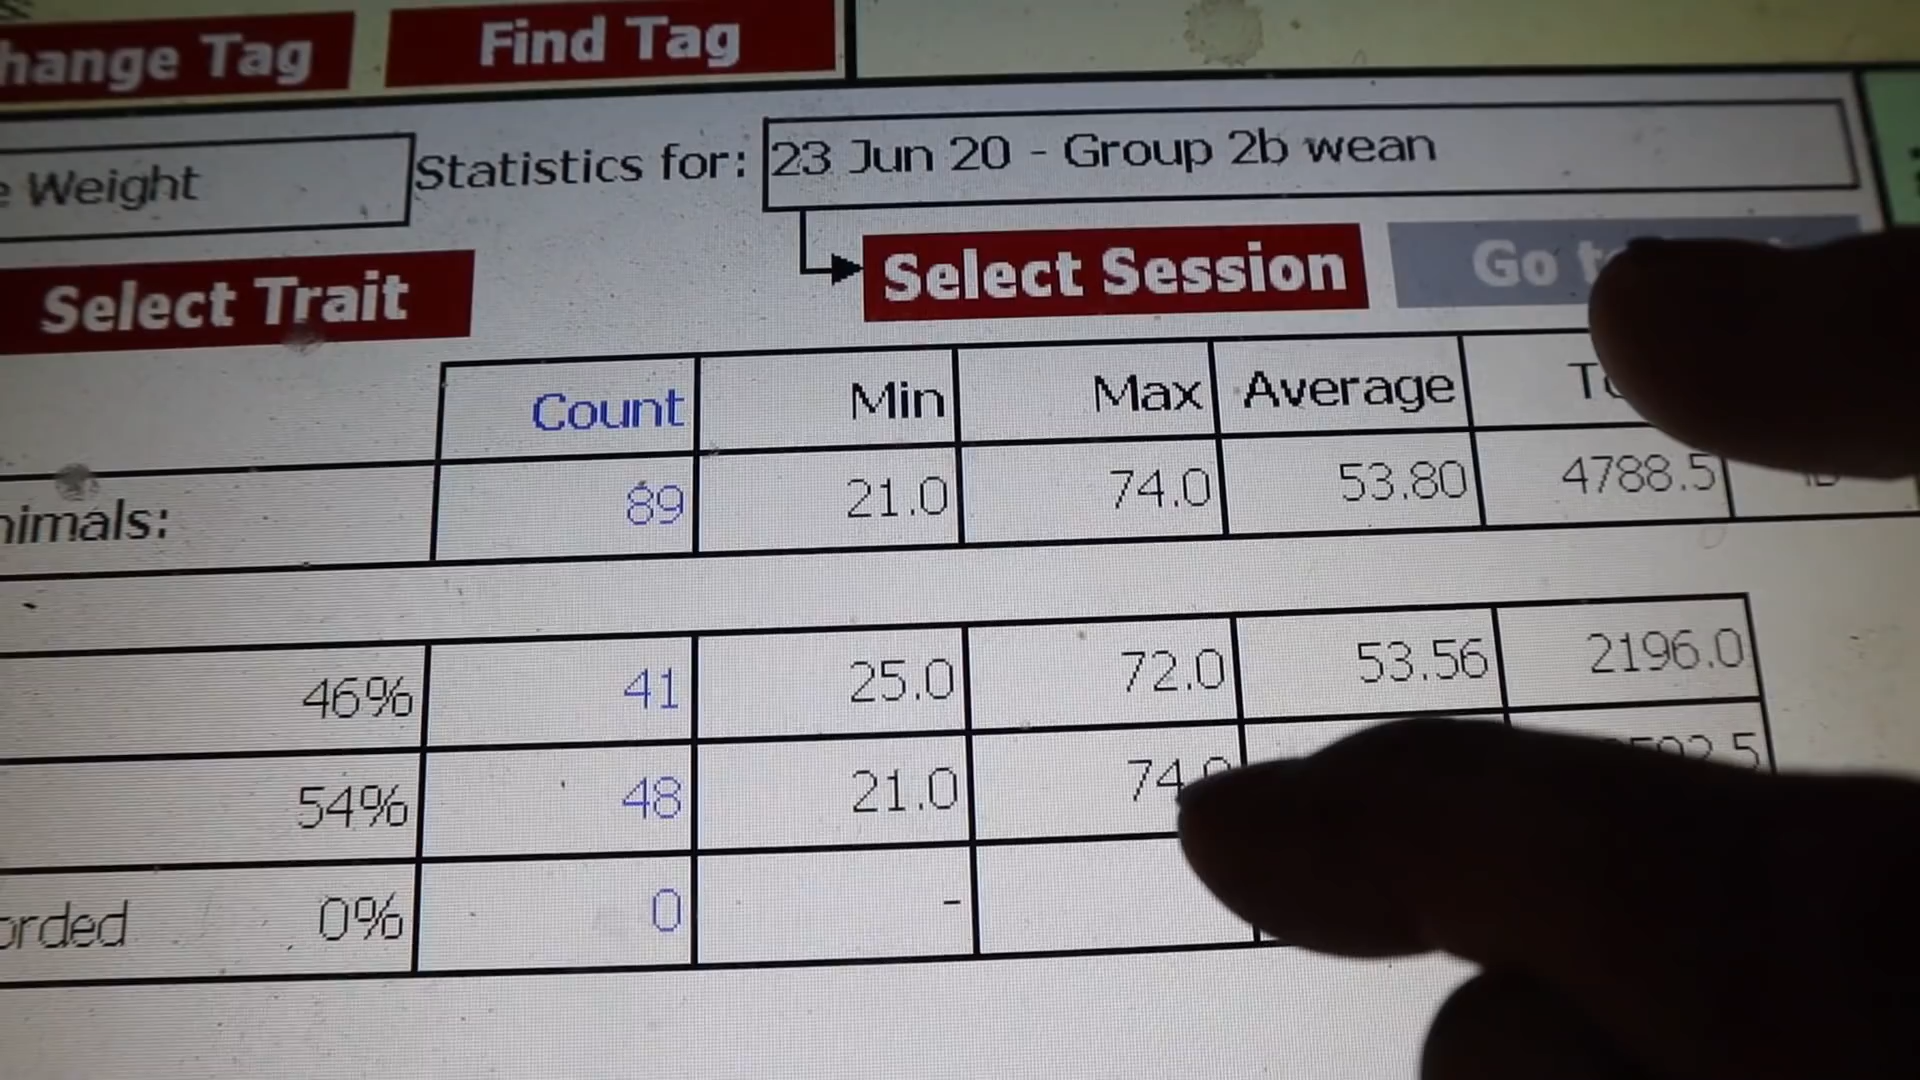 hange Tag Find Tag
e Weight Statistics for: 23 Jun 20 - Group 2b wean
Select Trait Select Session Go
Count Min Max Average
nimals: 89 21.0 74.0 53.80 4788.5
46% 41 25.0 72.0 53.56 2196.0
54% 48 21.0 74.0
orded 0% 0 -